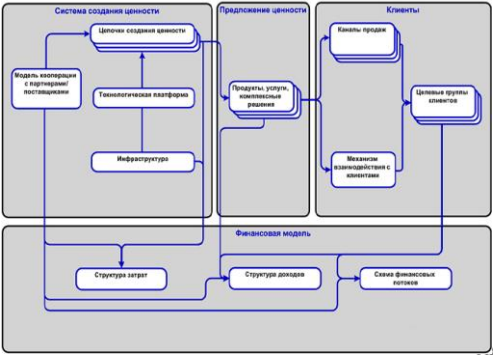 Система создания ценности
Предложение ценности
Клиенты
Цепочки создания ценности
Каналы продаж
Модель кооперации
с партнерами/
поставщиками
Технологическая платформа
Продукты, услуги,
комплексные
решения
Целевые группы
клиентов
Инфраструктура
Механизм
взаимодействия с
клиентами
Финансовая модель
Структура затрат
Структура доходов
Схема финансовых
потоков